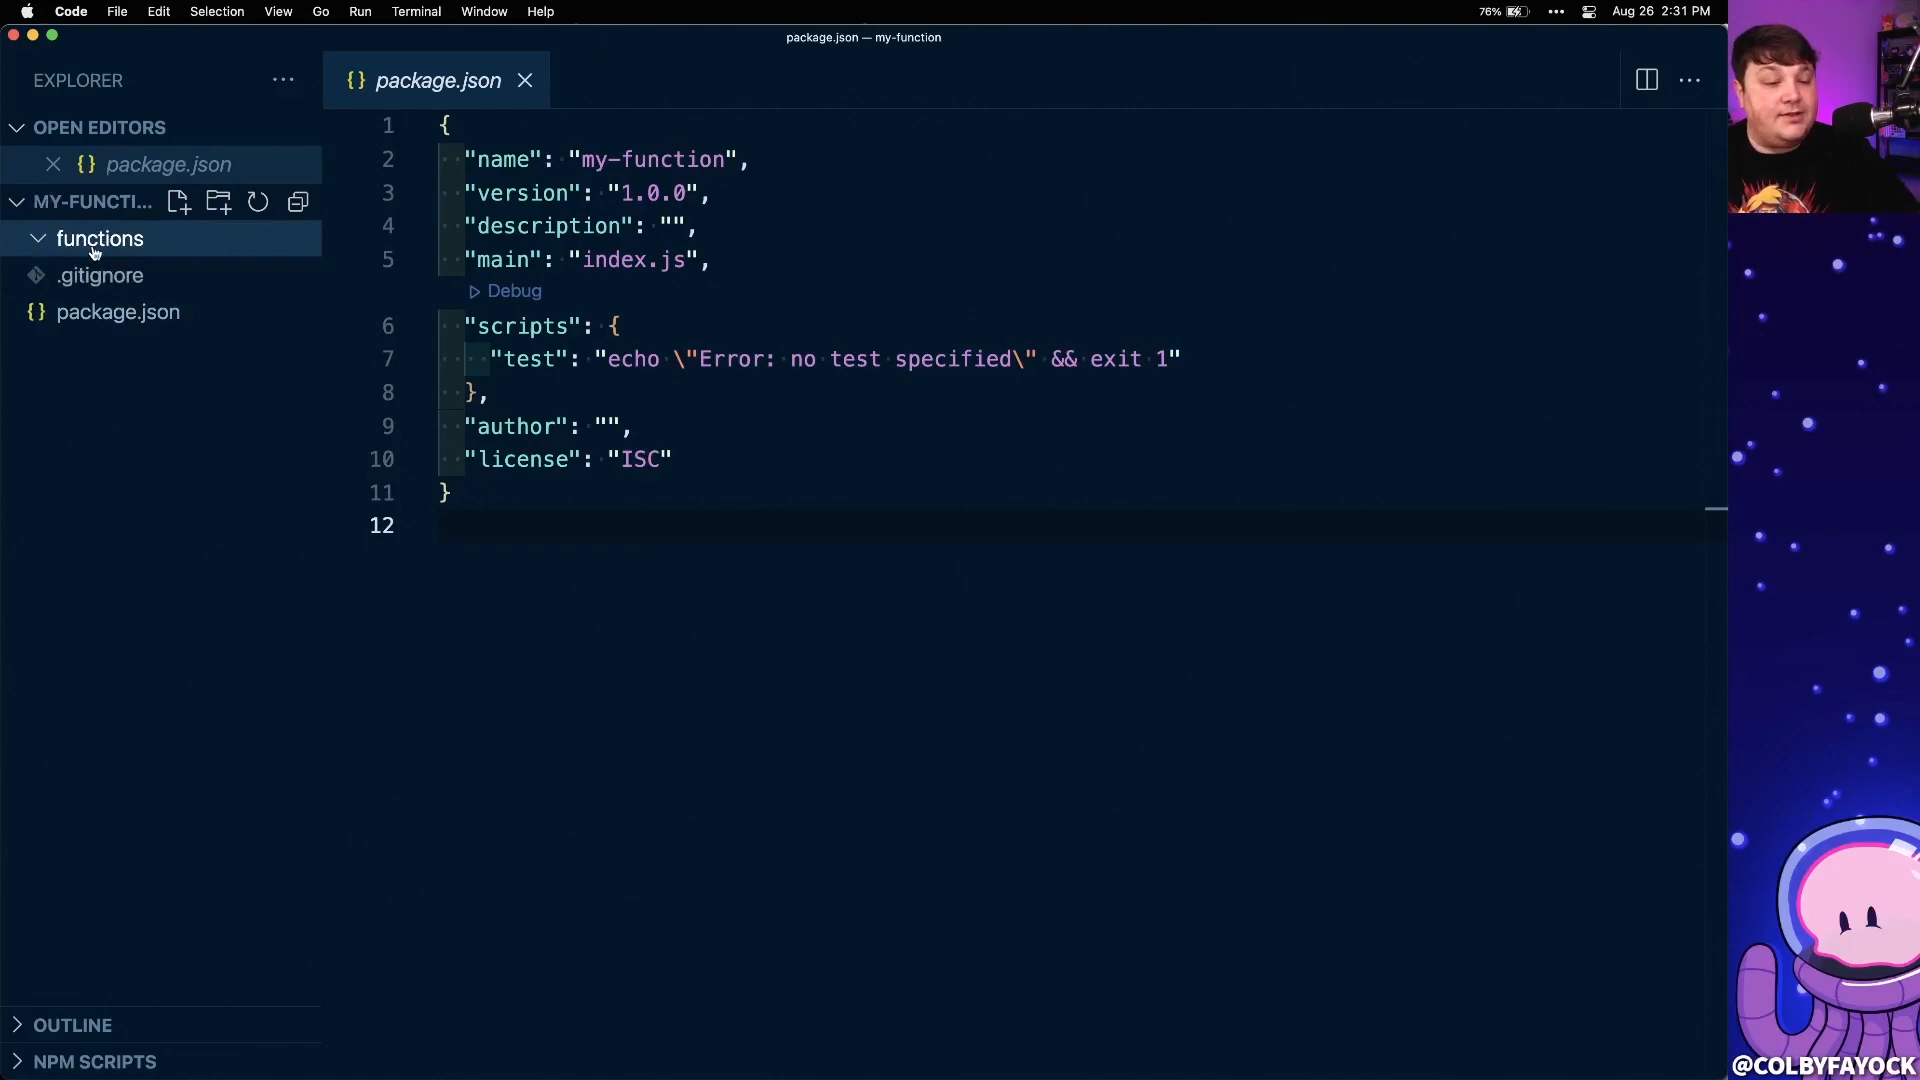 Code File Edit Selection View Go Run Terminal Window Help 76% Aug 26 2:31 PM
package.json — my-function
EXPLORER
package.json
OPEN EDITORS
package.json
MY-FUNCTI...
functions
.gitignore
package.json
1 {
2 "name": "my-function",
3 "version": "1.0.0",
4 "description": "",
5 "main": "index.js",
Debug
6 "scripts": {
7 "test": "echo \"Error: no test specified\" && exit 1"
8 },
9 "author": "",
10 "license": "ISC"
11 }
12
OUTLINE
NPM SCRIPTS
@COLBYFAYOCK